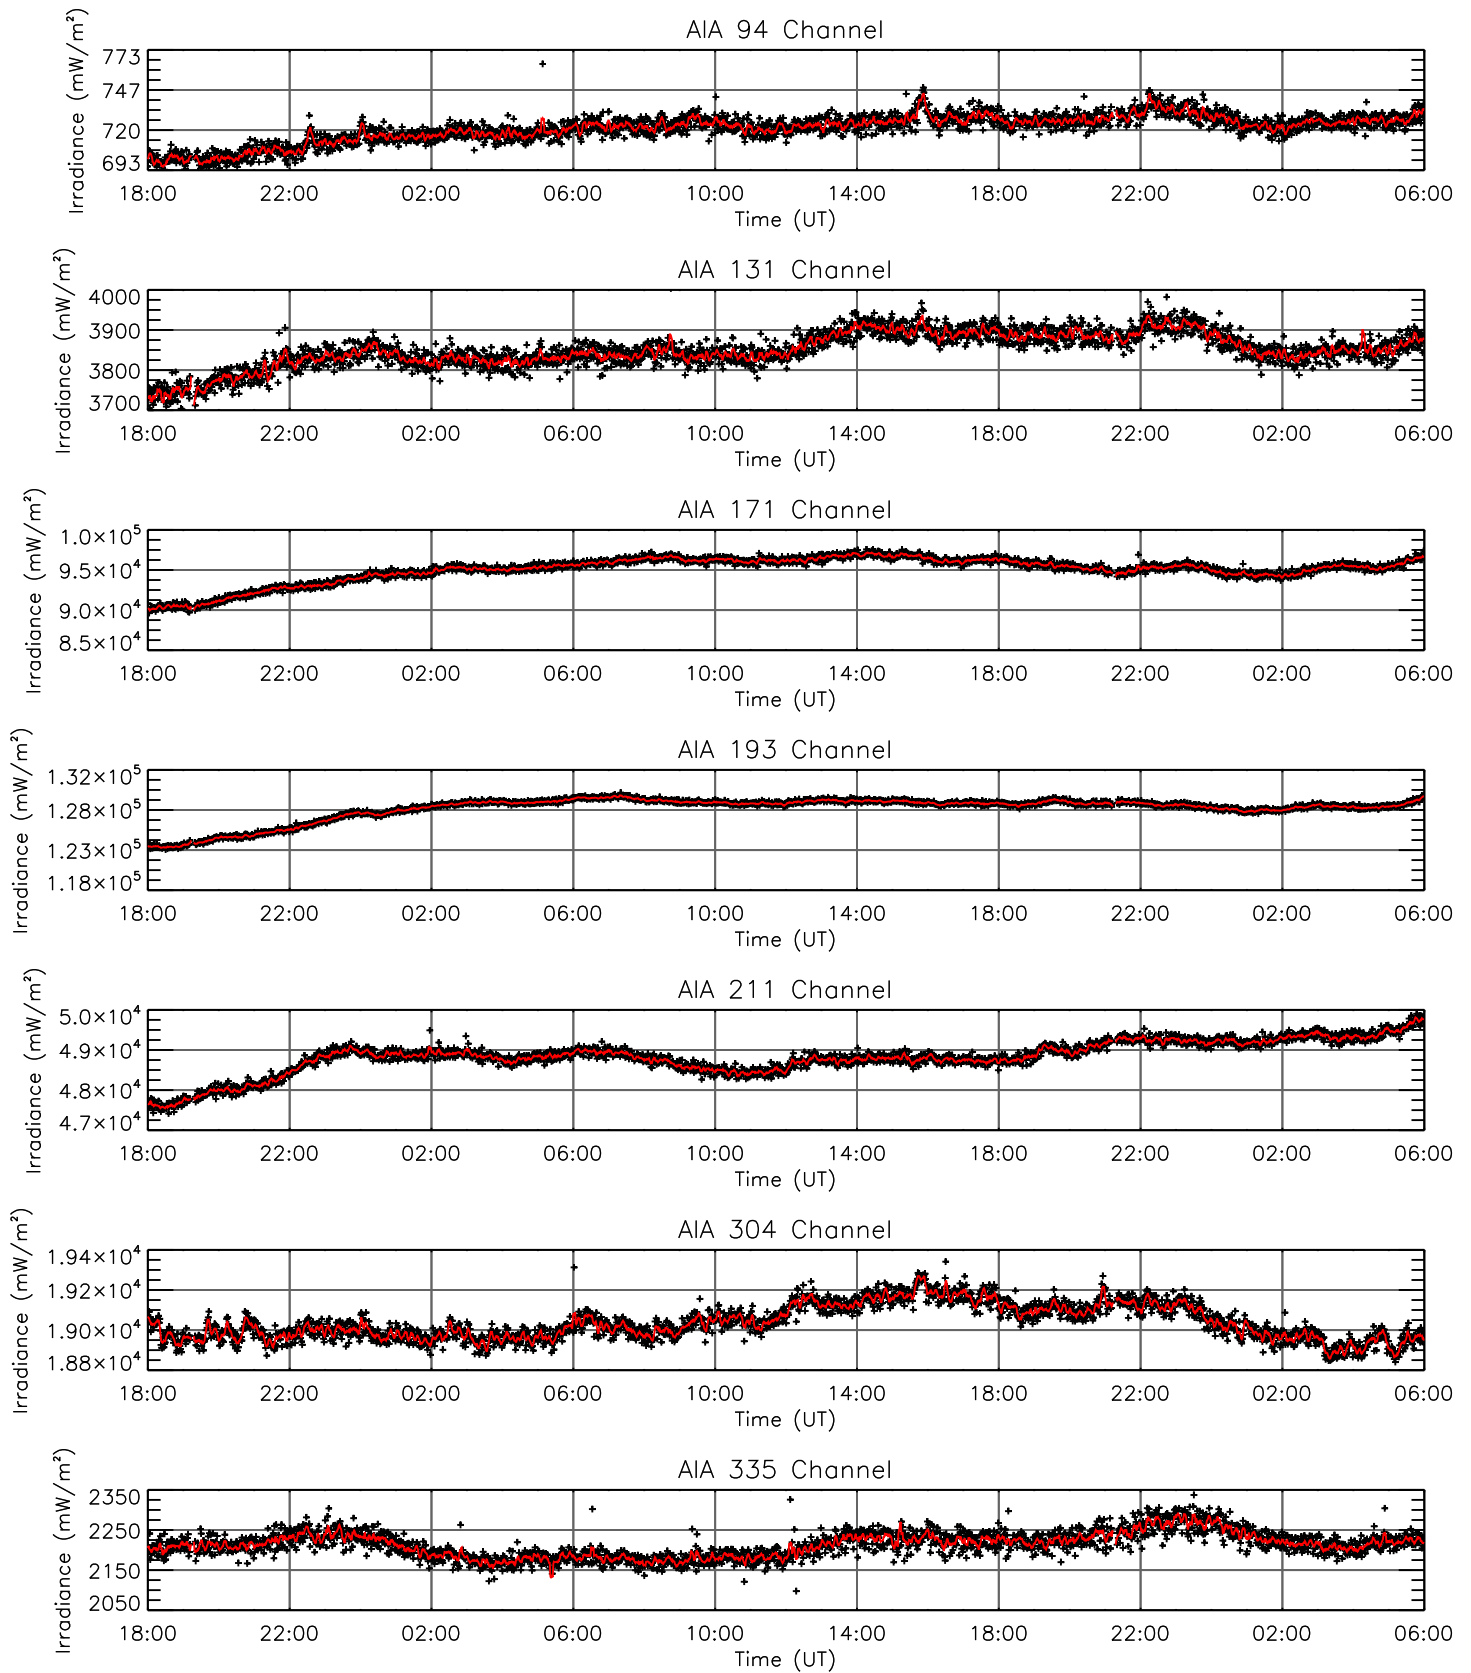 AIA 94 Channel
Irradiance (mW/m²)
773
747
720
693
18:00 22:00 02:00 06:00 10:00 14:00 18:00 22:00 02:00 06:00
Time (UT)
AIA 131 Channel
Irradiance (mW/m²)
4000
3900
3800
3700
18:00 22:00 02:00 06:00 10:00 14:00 18:00 22:00 02:00 06:00
Time (UT)
AIA 171 Channel
Irradiance (mW/m²)
1.0×10⁵
9.5×10⁴
9.0×10⁴
8.5×10⁴
18:00 22:00 02:00 06:00 10:00 14:00 18:00 22:00 02:00 06:00
Time (UT)
AIA 193 Channel
Irradiance (mW/m²)
1.32×10⁵
1.28×10⁵
1.23×10⁵
1.18×10⁵
18:00 22:00 02:00 06:00 10:00 14:00 18:00 22:00 02:00 06:00
Time (UT)
AIA 211 Channel
Irradiance (mW/m²)
5.0×10⁴
4.9×10⁴
4.8×10⁴
4.7×10⁴
18:00 22:00 02:00 06:00 10:00 14:00 18:00 22:00 02:00 06:00
Time (UT)
AIA 304 Channel
Irradiance (mW/m²)
1.94×10⁴
1.92×10⁴
1.90×10⁴
1.88×10⁴
18:00 22:00 02:00 06:00 10:00 14:00 18:00 22:00 02:00 06:00
Time (UT)
AIA 335 Channel
Irradiance (mW/m²)
2350
2250
2150
2050
18:00 22:00 02:00 06:00 10:00 14:00 18:00 22:00 02:00 06:00
Time (UT)